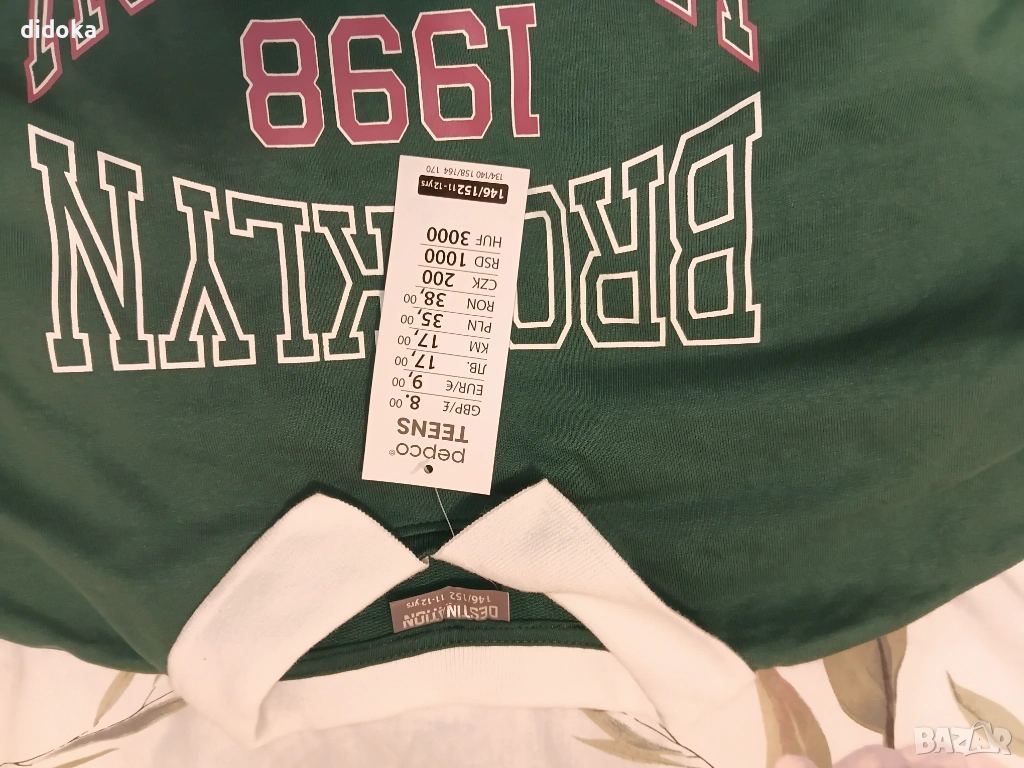 didoka
pepco®
TEENS
GBP/£ 8.00
EUR/€ 9,00
ЛВ. 17,00
KM 17,00
PLN 35,00
RON 38,00
CZK 200
RSD 1000
HUF 3000
146/152 11-12yrs
134/140 158/164 170
DESTINATION
146/152 11-12 yrs
BRO KLYN
1998
BAZAR